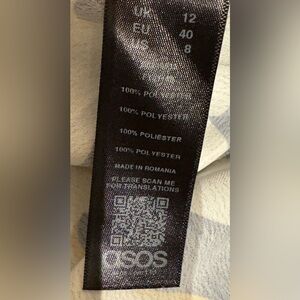 UK 12
EU 40
US 8
100% POLYESTER
100% POLYESTER
100% POLIÉSTER
100% POLYESTER
MADE IN ROMANIA
PLEASE SCAN ME
FOR TRANSLATIONS
asos